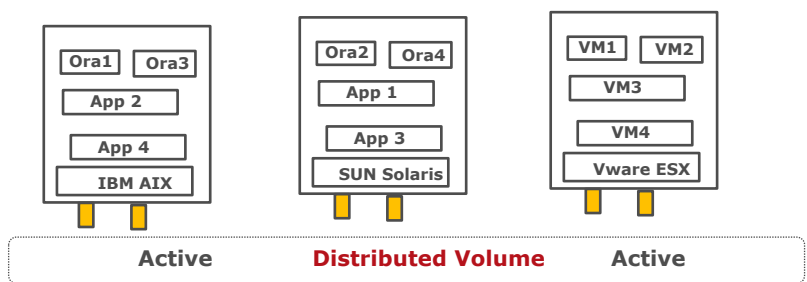 Ora1 Ora3
App 2
App 4
IBM AIX
Ora2 Ora4
App 1
App 3
SUN Solaris
VM1 VM2
VM3
VM4
Vware ESX
Active Distributed Volume Active